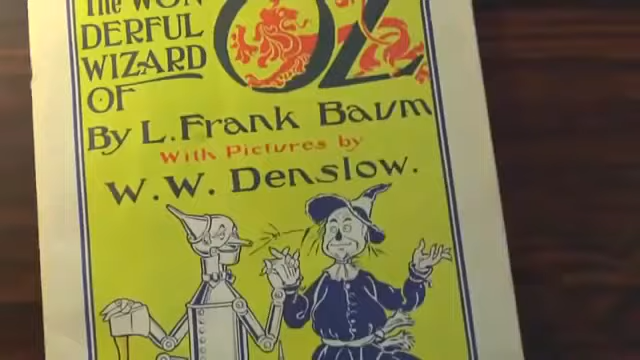 The WON
DERFUL
WIZARD
OF
OZ
By L. Frank Baum
With Pictures by
W. W. Denslow.